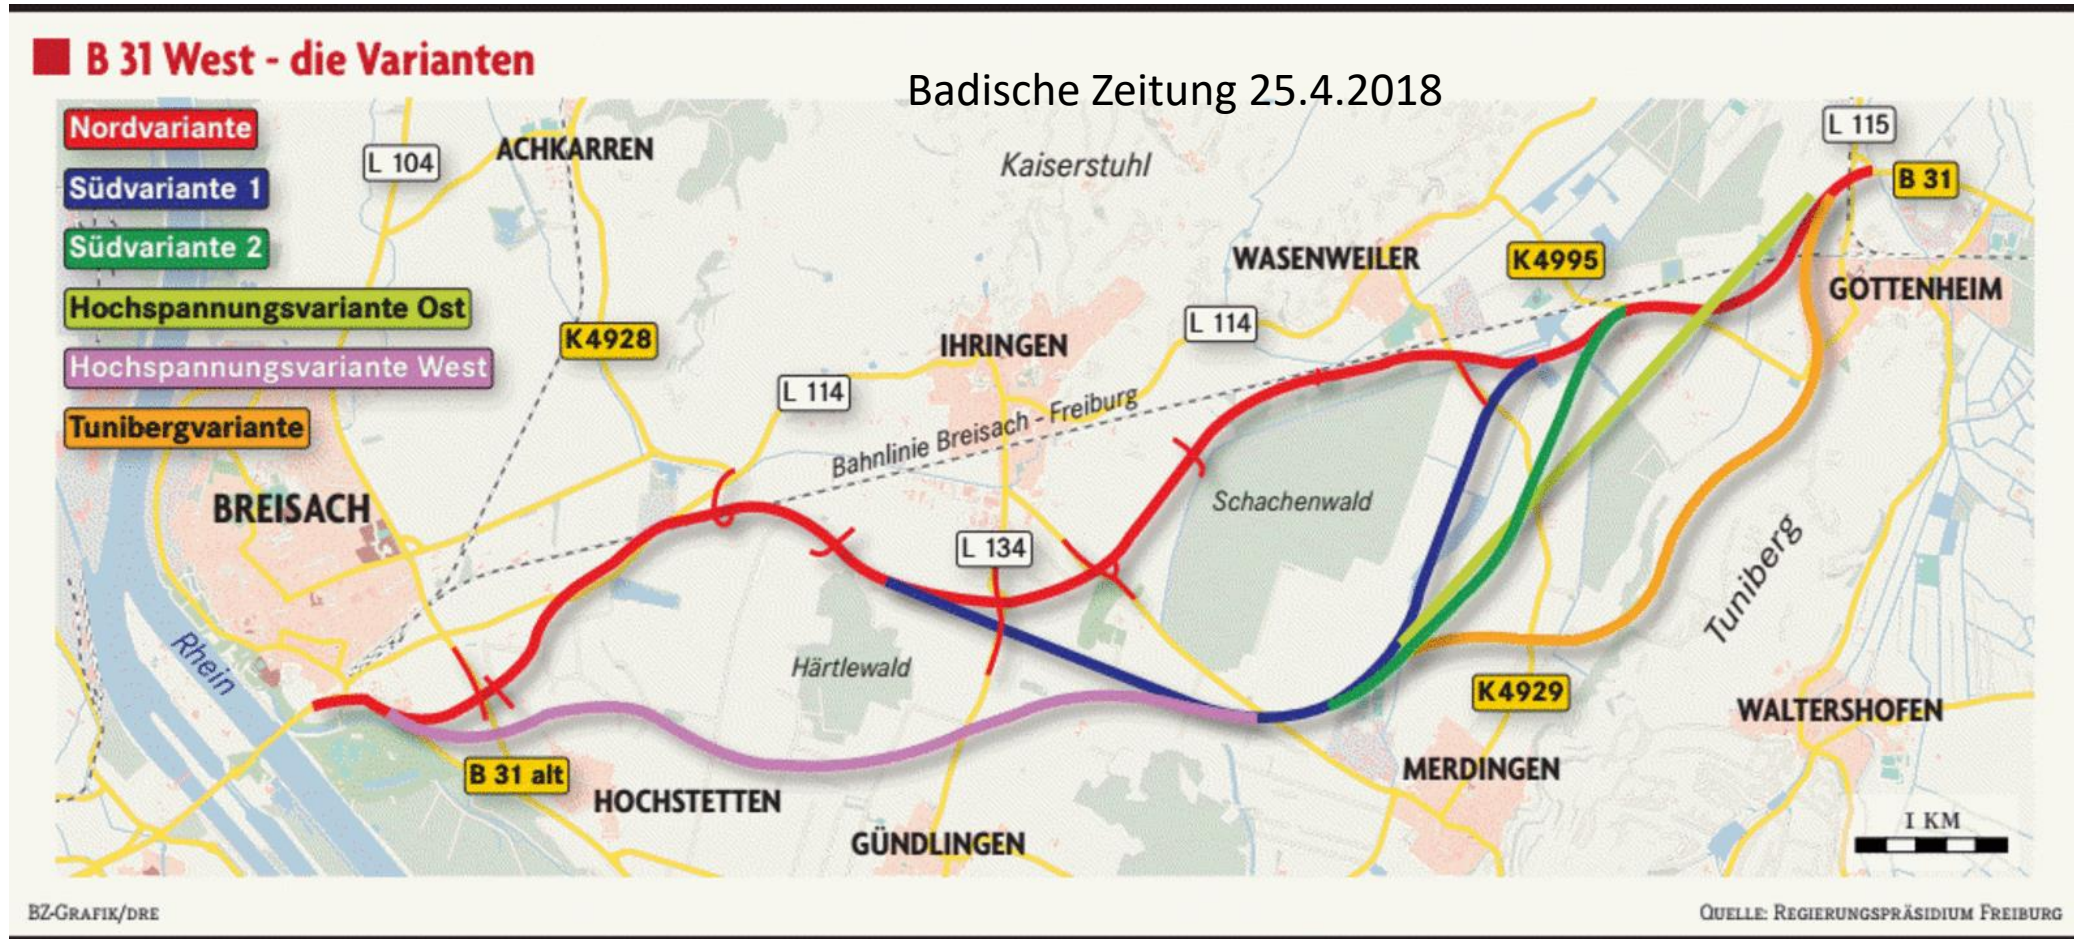 B 31 West - die Varianten
Badische Zeitung 25.4.2018
Nordvariante
Südvariante 1
Südvariante 2
Hochspannungsvariante Ost
Hochspannungsvariante West
Tunibergvariante
L 104
ACHKARREN
Kaiserstuhl
L 115
B 31
WASENWEILER
K4995
GOTTENHEIM
K4928
IHRINGEN
L 114
L 114
Bahnlinie Breisach - Freiburg
BREISACH
Schachenwald
L 134
Tuniberg
Rhein
Härtlewald
K4929
WALTERSHOFEN
B 31 alt
HOCHSTETTEN
MERDINGEN
GÜNDLINGEN
1 KM
BZ-GRAFIK/DRE
QUELLE: REGIERUNGSPRÄSIDIUM FREIBURG